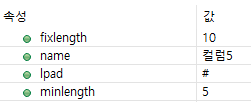 속성 값
fixlength 10
name 컬럼5
lpad #
minlength 5